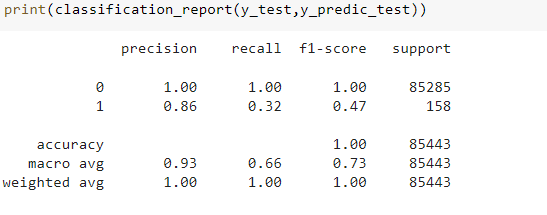 print(classification_report(y_test,y_predic_test))
precision recall f1-score support
0 1.00 1.00 1.00 85285
1 0.86 0.32 0.47 158
accuracy 1.00 85443
macro avg 0.93 0.66 0.73 85443
weighted avg 1.00 1.00 1.00 85443